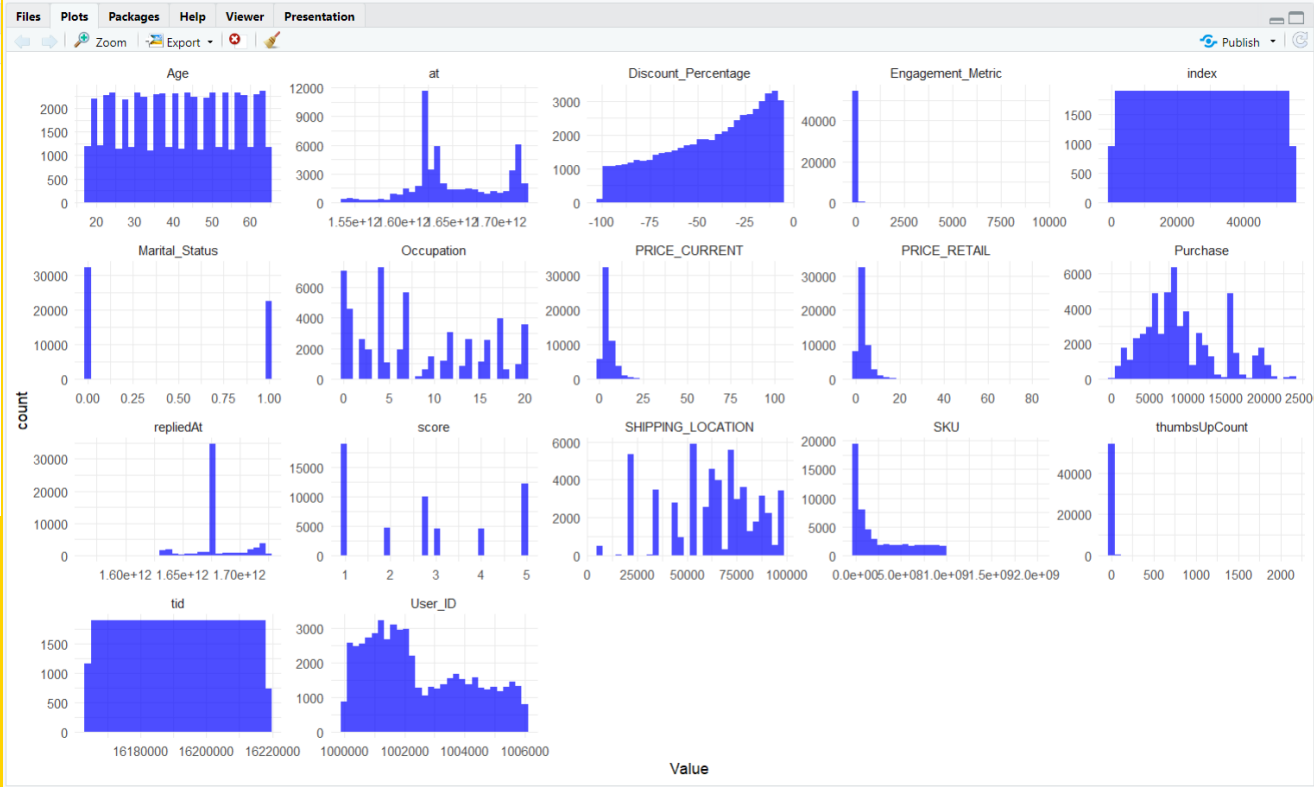 Files Plots Packages Help Viewer Presentation
Zoom Export Publish
Age at Discount_Percentage Engagement_Metric index
2000 1500 1000 500 0
12000 9000 6000 3000 0
3000 2000 1000 0
40000 20000 0
1500 1000 500 0
20 30 40 50 60
1.55e+12 1.60e+12 1.65e+12 1.70e+12
-100 -75 -50 -25 0
0 2500 5000 7500 10000
0 20000 40000
Marital_Status Occupation PRICE_CURRENT PRICE_RETAIL Purchase
30000 20000 10000 0
6000 4000 2000 0
30000 20000 10000 0
30000 20000 10000 0
6000 4000 2000 0
0.00 0.25 0.50 0.75 1.00
0 5 10 15 20
0 25 50 75 100
0 20 40 60 80
0 5000 10000 15000 20000 2500
count
repliedAt score SHIPPING_LOCATION SKU thumbsUpCount
30000 20000 10000 0
15000 10000 5000 0
6000 4000 2000 0
20000 15000 10000 5000 0
40000 20000 0
1.60e+12 1.65e+12 1.70e+12
1 2 3 4 5
0 25000 50000 75000 100000
0.0e+00 5.0e+08 1.0e+09 1.5e+09 2.0e+09
0 500 1000 1500 2000
tid User_ID
1500 1000 500 0
3000 2000 1000 0
16180000 16200000 16220000
1000000 1002000 1004000 1006000
Value